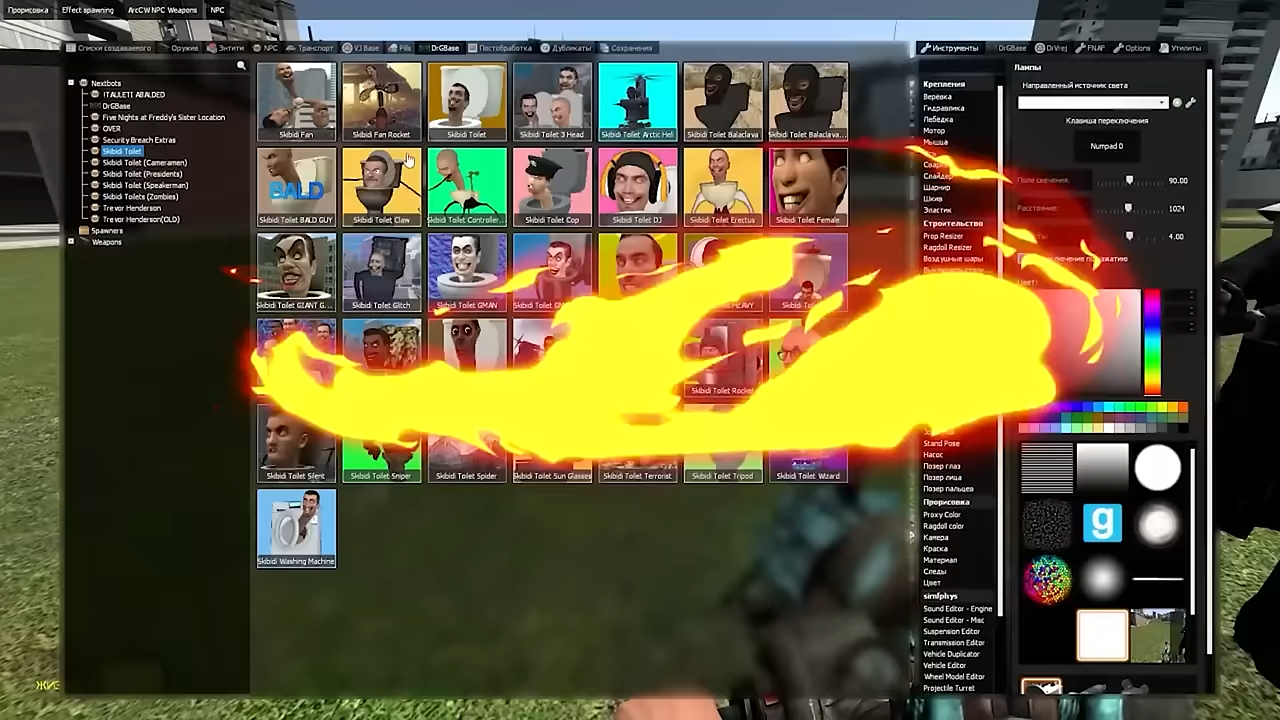 Прорисовка Effect spawning ArcCW NPC Weapons NPC
Списки создаваемого Оружие Энтити NPC Транспорт VJ Base Pills DrGBase Постобработка Дубликаты Сохранения
Инструменты DrGBase DrVrej FNAF Options Утилиты
Nextbots
DrGBase
Five Nights at Freddy's Sister Location
OVER
Security Breach Extras
Skibidi Toilet
Skibidi Toilet (Cameramen)
Skibidi Toilet (Presidents)
Skibidi Toilet (Speakerman)
Skibidi Toilets (Zombies)
Trevor Henderson
Trevor Henderson(OLD)
Spawners
Weapons
Skibidi Fan
Skibidi Fan Rocket
Skibidi Toilet
Skibidi Toilet 3 Head
Skibidi Toilet Arctic Heli
Skibidi Toilet Balaclava
Skibidi Toilet Balaclava...
BALD
Skibidi Toilet BALD GUY
Skibidi Toilet Claw
Skibidi Toilet Controller...
Skibidi Toilet Cop
Skibidi Toilet DJ
Skibidi Toilet Erectus
Skibidi Toilet Female
Skibidi Toilet GIANT G...
Skibidi Toilet Glitch
Skibidi Toilet GMAN
Skibidi Toilet Rocket
Skibidi Toilet Silent
Skibidi Toilet Sniper
Skibidi Toilet Spider
Skibidi Toilet Sun Glasses
Skibidi Toilet Terrorist
Skibidi Toilet Tripod
Skibidi Toilet Wizard
Skibidi Washing Machine
Крепления
Верёвка
Гидравлика
Лебёдка
Мотор
Мышца
Слайдер
Шарнир
Шкив
Эластик
Строительство
Prop Resizer
Ragdoll Resizer
Воздушные шары
Stand Pose
Насос
Позер глаз
Позер лица
Позер пальцев
Прорисовка
Proxy Color
Ragdoll color
Камера
Краска
Материал
Следы
Цвет
simfphys
Sound Editor - Engine
Sound Editor - Misc
Suspension Editor
Transmission Editor
Vehicle Duplicator
Vehicle Editor
Wheel Model Editor
Projectile Turret
Лампы
Направленный источник света
Клавиша переключения
Numpad 0
Поле свечения: 90.00
Расстояние: 1024
4.00
Цвет:
g